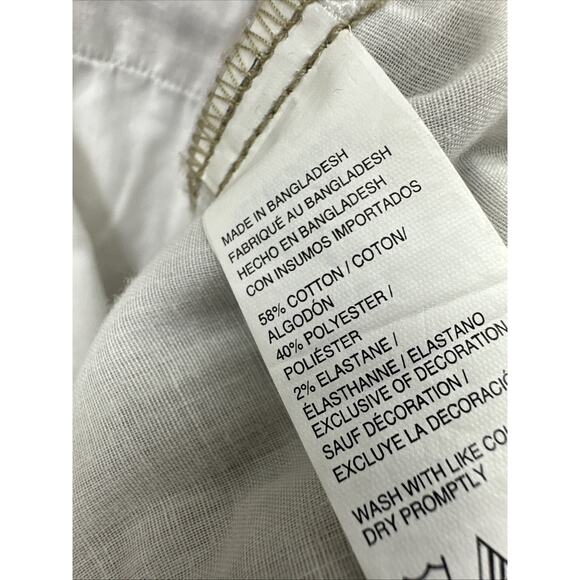 MADE IN BANGLADESH
FABRIQUÉ AU BANGLADESH
HECHO EN BANGLADESH
CON INSUMOS IMPORTADOS
58% COTTON / COTON/
ALGODÓN
40% POLYESTER /
POLIÉSTER
2% ELASTANE /
ÉLASTHANNE / ELASTANO
EXCLUSIVE OF DECORATION
SAUF DÉCORATION /
EXCLUYE LA DECORACIÓ
WASH WITH LIKE COL
DRY PROMPTLY